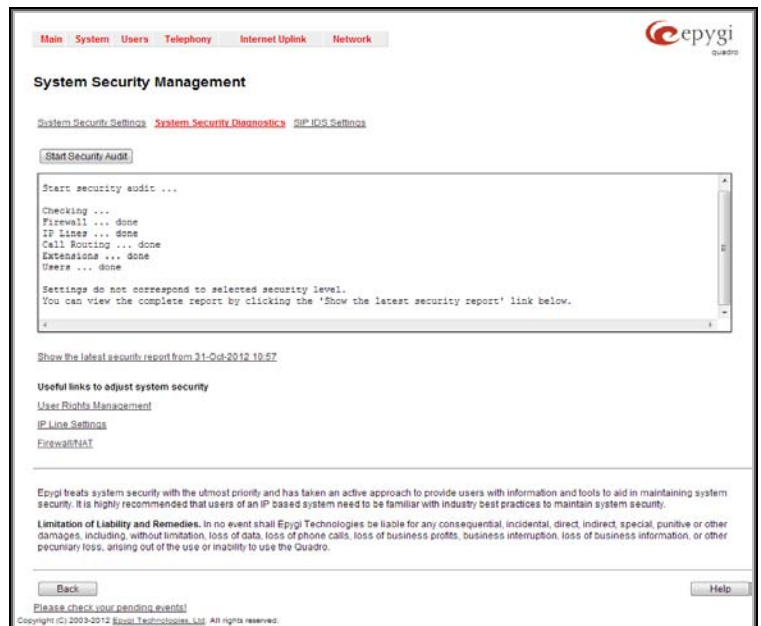 Main System Users Telephony Internet Uplink Network
epygi
quadro
System Security Management
System Security Settings System Security Diagnostics SIP IDS Settings
Start Security Audit
Start security audit ...
Checking ...
Firewall ... done
IP Lines ... done
Call Routing ... done
Extensions ... done
Users ... done
Settings do not correspond to selected security level.
You can view the complete report by clicking the 'Show the latest security report' link below.
Show the latest security report from 31-Oct-2012 10:57
Useful links to adjust system security
User Rights Management
IP Line Settings
Firewall/NAT
Epygi treats system security with the utmost priority and has taken an active approach to provide users with information and tools to aid in maintaining system
security. It is highly recommended that users of an IP based system need to be familiar with industry best practices to maintain system security.
Limitation of Liability and Remedies. In no event shall Epygi Technologies be liable for any consequential, incidental, direct, indirect, special, punitive or other
damages, including, without limitation, loss of data, loss of phone calls, loss of business profits, business interruption, loss of business information, or other
pecuniary loss, arising out of the use or inability to use the Quadro.
Back Help
Please check your pending events!
Copyright (C) 2003-2012 Epygi Technologies, Ltd. All rights reserved.